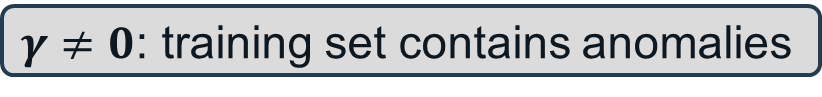 γ ≠ 0: training set contains anomalies